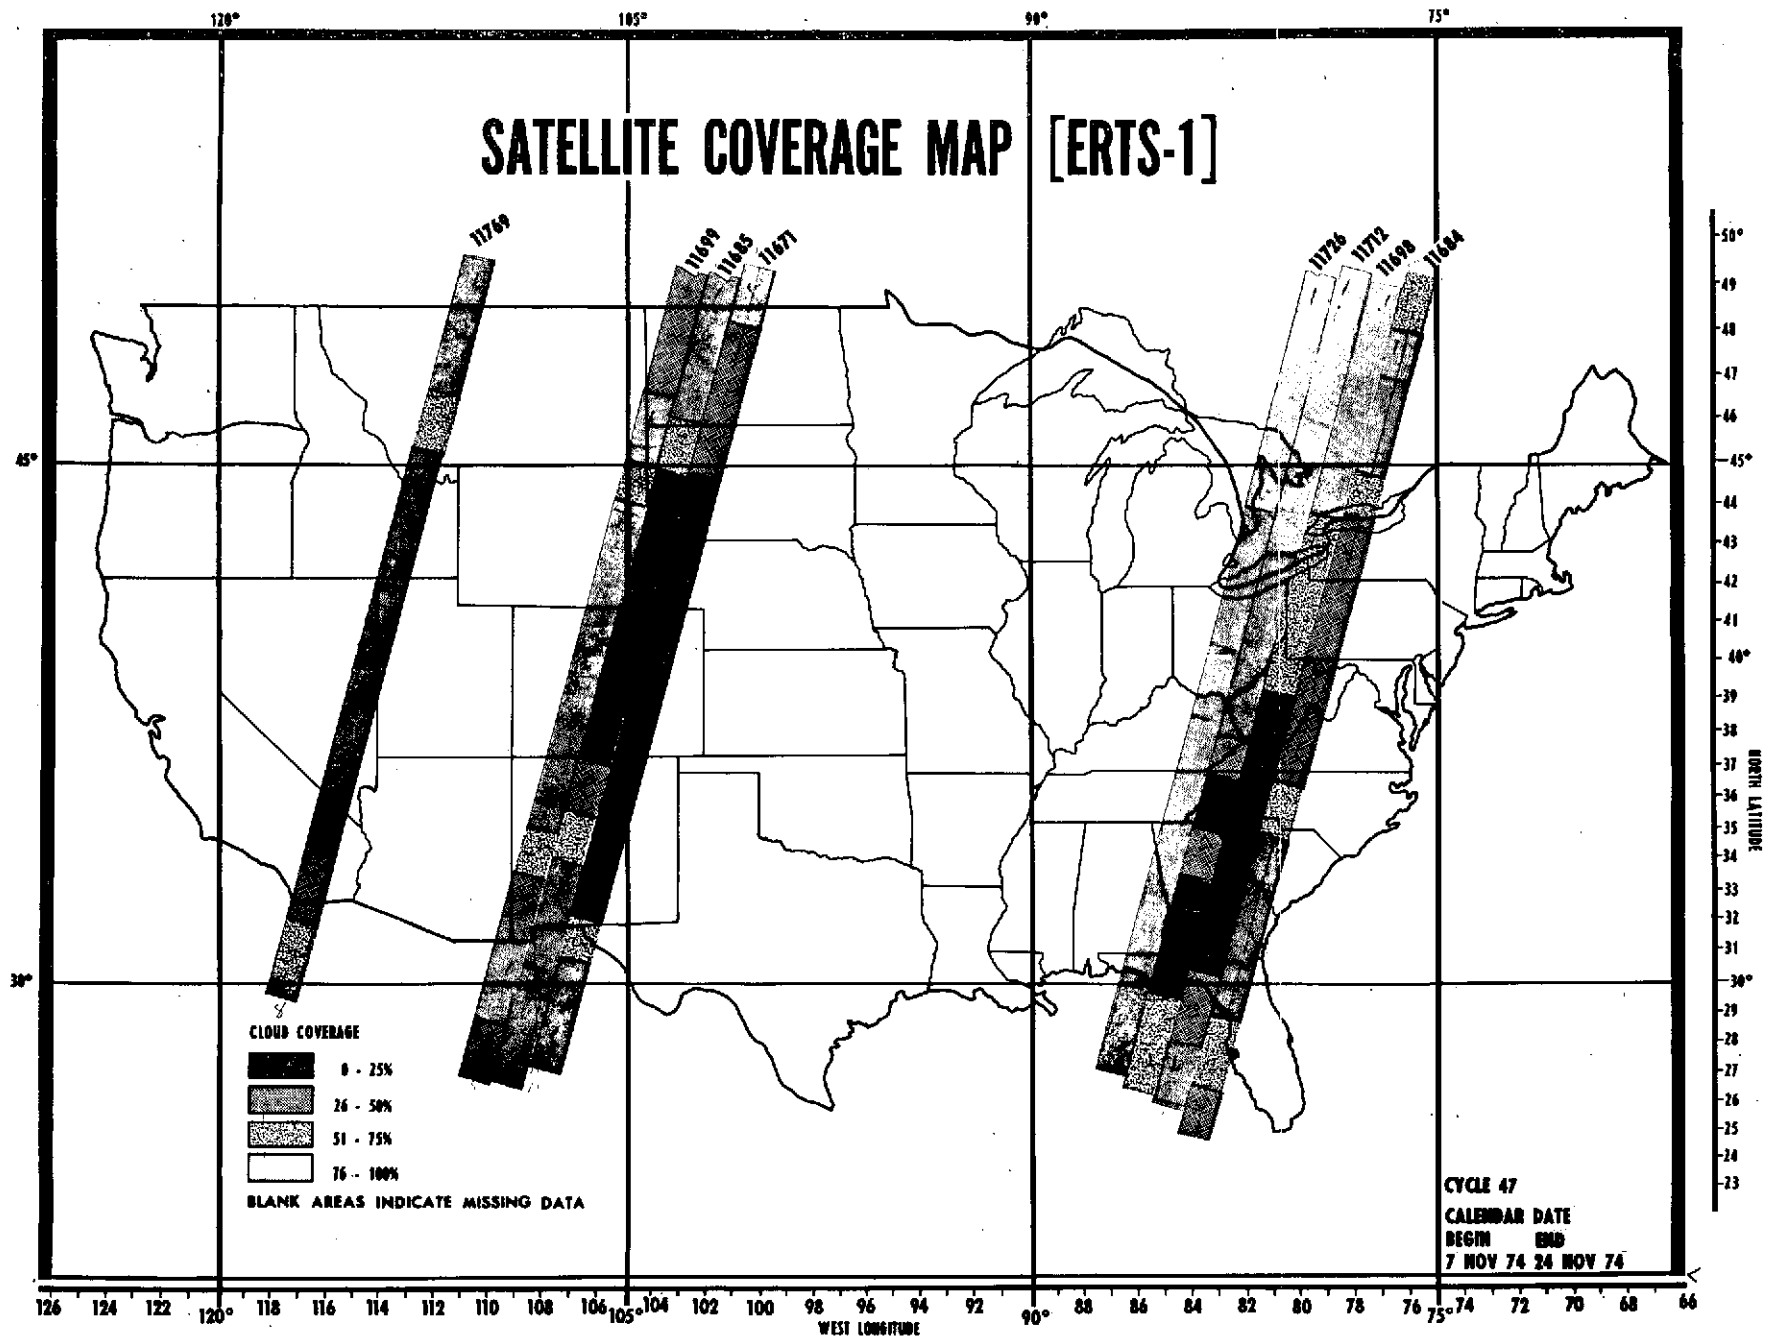 120° 105° 90° 75°
SATELLITE COVERAGE MAP [ERTS-1]
11769 11699 11685 11671 11726 11712 11698 11684
50°
49
48
47
46
45°
45°
44
43
42
41
40°
39
38
37
36
35
34
33
32
31
30°
30°
29
28
27
26
25
24
23
NORTH LATITUDE
CLOUD COVERAGE
0 - 25%
26 - 50%
51 - 75%
76 - 100%
BLANK AREAS INDICATE MISSING DATA
CYCLE 47
CALENDAR DATE
BEGIN END
7 NOV 74 24 NOV 74
126 124 122 120° 118 116 114 112 110 108 106 105° 104 102 100 98 96 94 92 90° 88 86 84 82 80 78 76 75° 74 72 70 68 66
WEST LONGITUDE